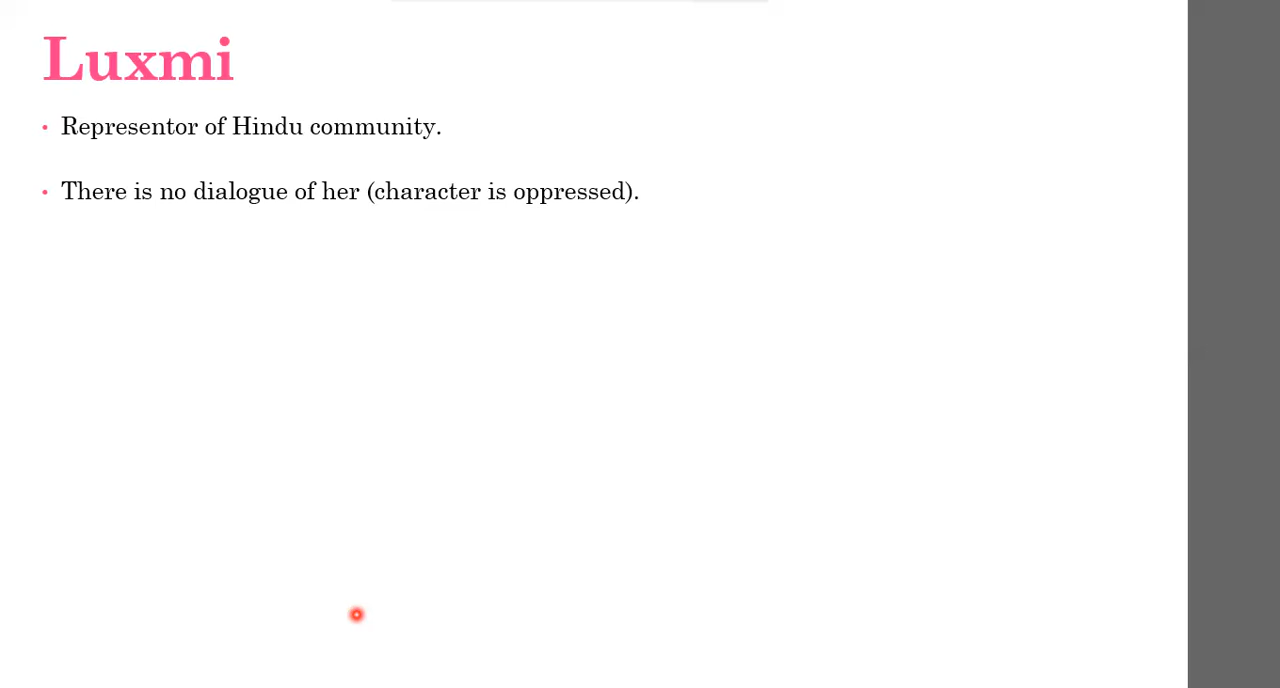 Luxmi
• Representor of Hindu community.
• There is no dialogue of her (character is oppressed).